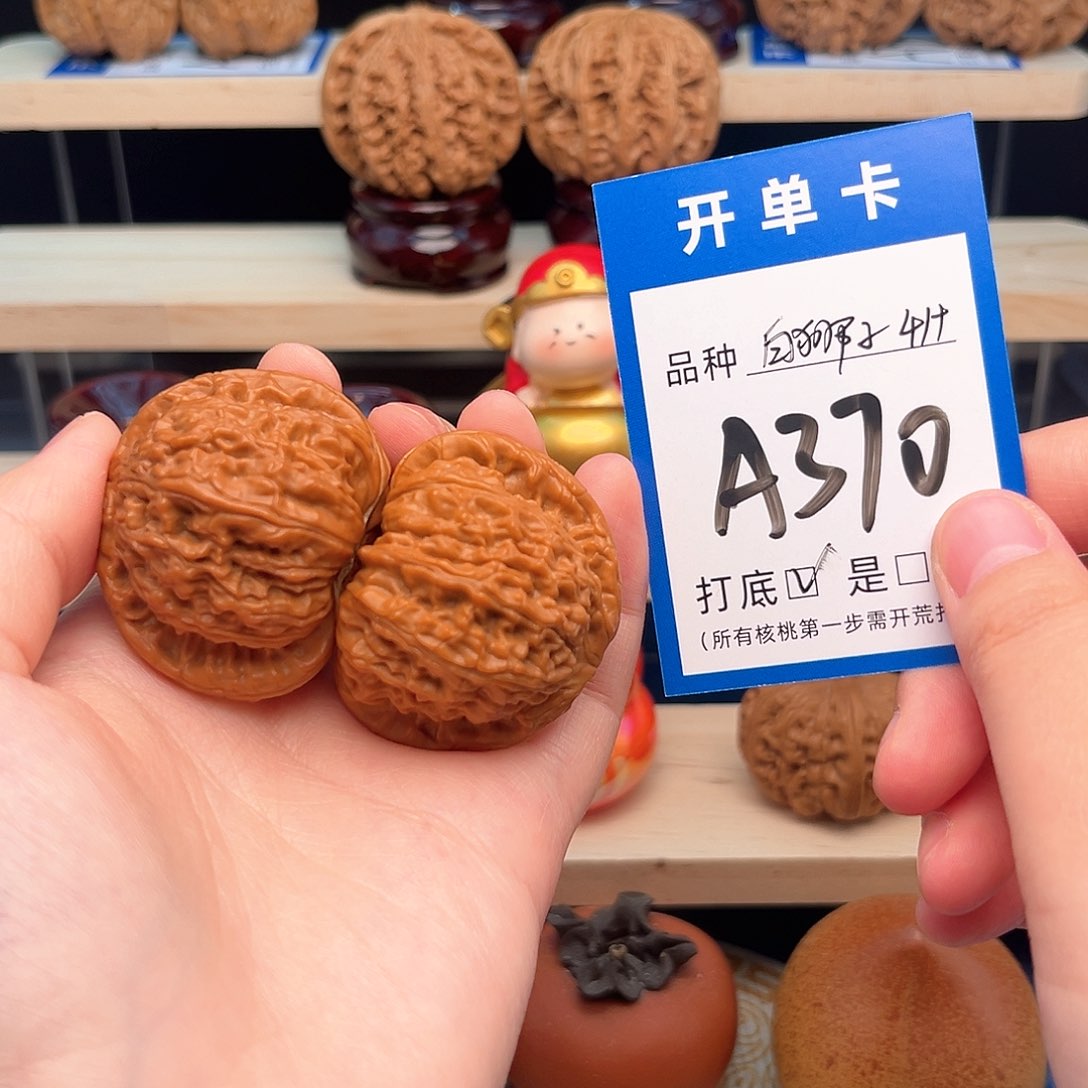 开单卡
品种 白狮子 41+
A370
打底☑ 是☐
(所有核桃第一步需开荒